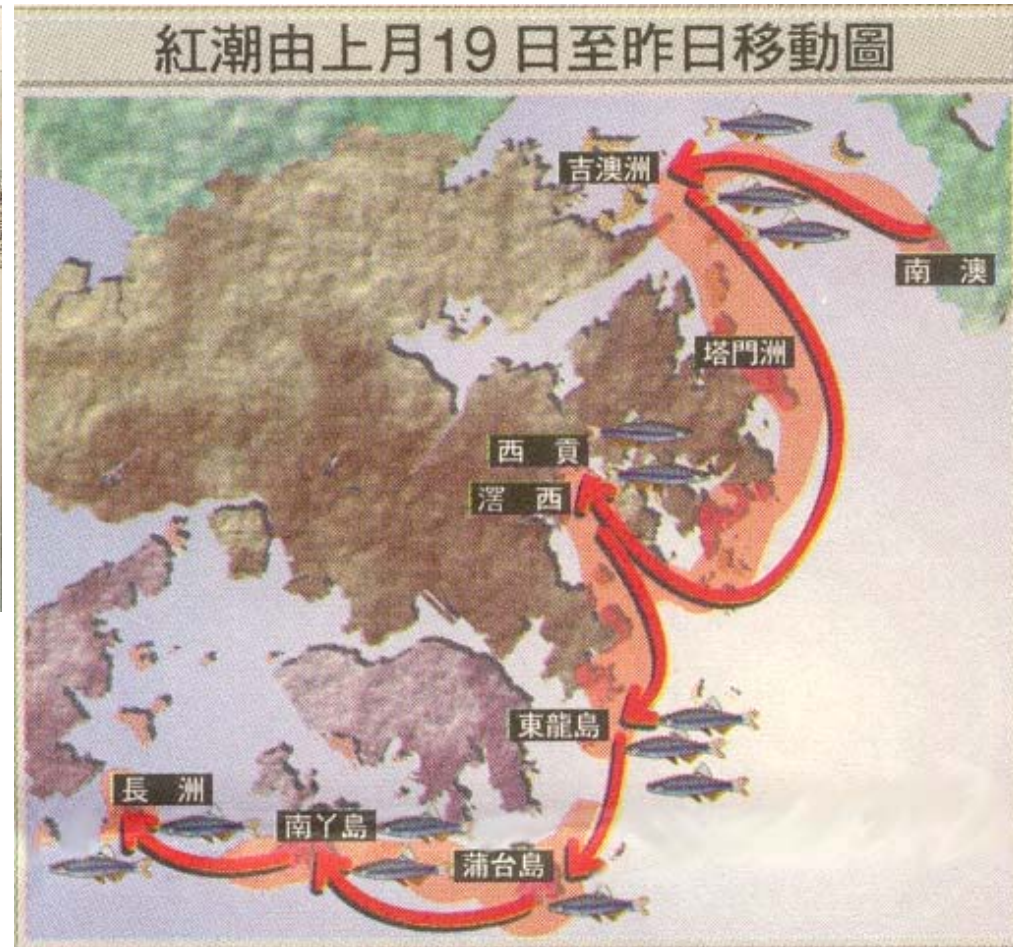 紅潮由上月19日至昨日移動圖
吉澳洲
南 澳
塔門洲
西 貢
滘 西
東龍島
長 洲
南丫島
蒲台島